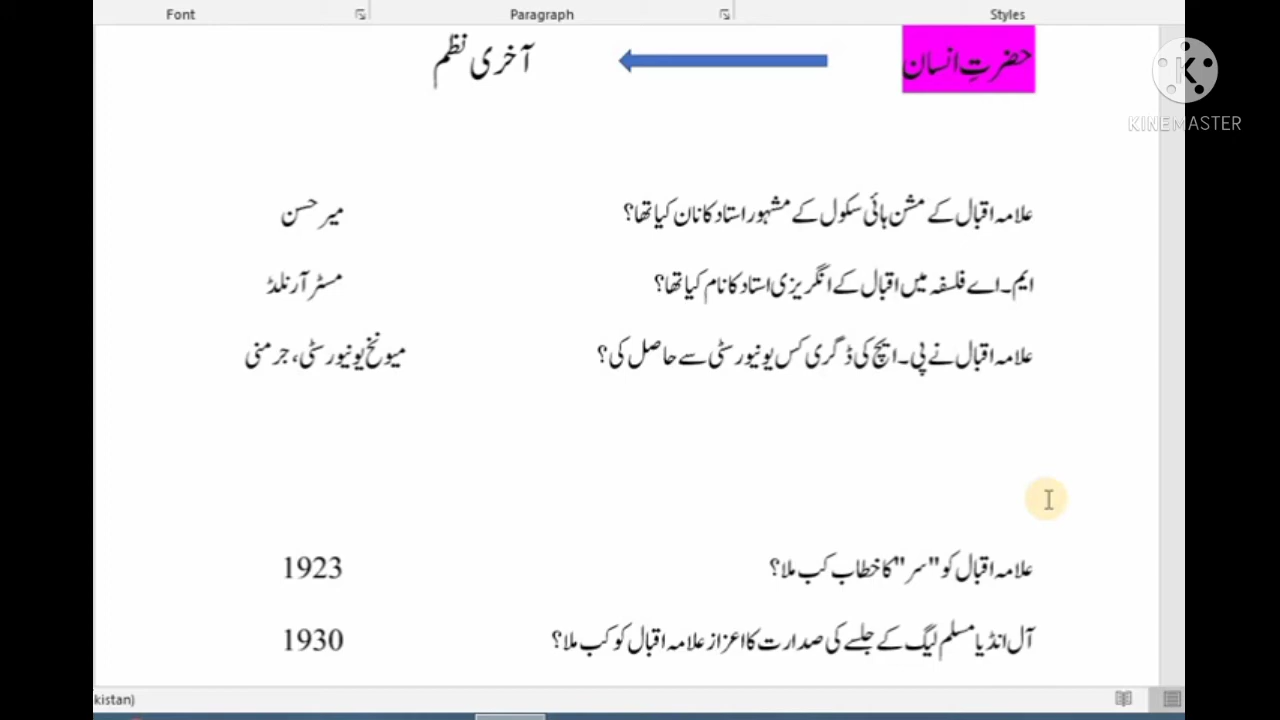 Font Paragraph Styles
حضرتِ انسان آخری نظم
KINEMASTER
علامہ اقبال کے مشن ہائی سکول کے مشہور استاد کا نان کیا تھا؟ میر حسن
ایم۔اے فلسفہ میں اقبال کے انگریزی استاد کا نام کیا تھا؟ مسٹر آرنلڈ
علامہ اقبال نے پی۔ایچ کی ڈگری کس یونیورسٹی سے حاصل کی؟ میونخ یونیورسٹی، جرمنی
علامہ اقبال کو "سر" کا خطاب کب ملا؟ 1923
آل انڈیا مسلم لیگ کے جلسے کی صدارت کا اعزاز علامہ اقبال کو کب ملا؟ 1930
kistan)